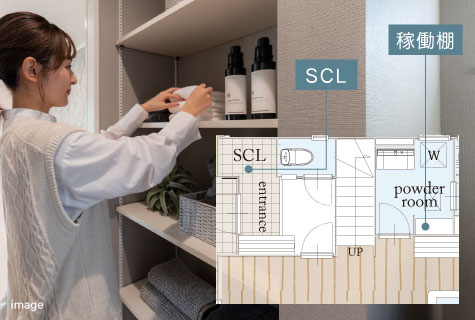 稼働棚
SCL
SCL
W
entrance
powder
room
UP
image